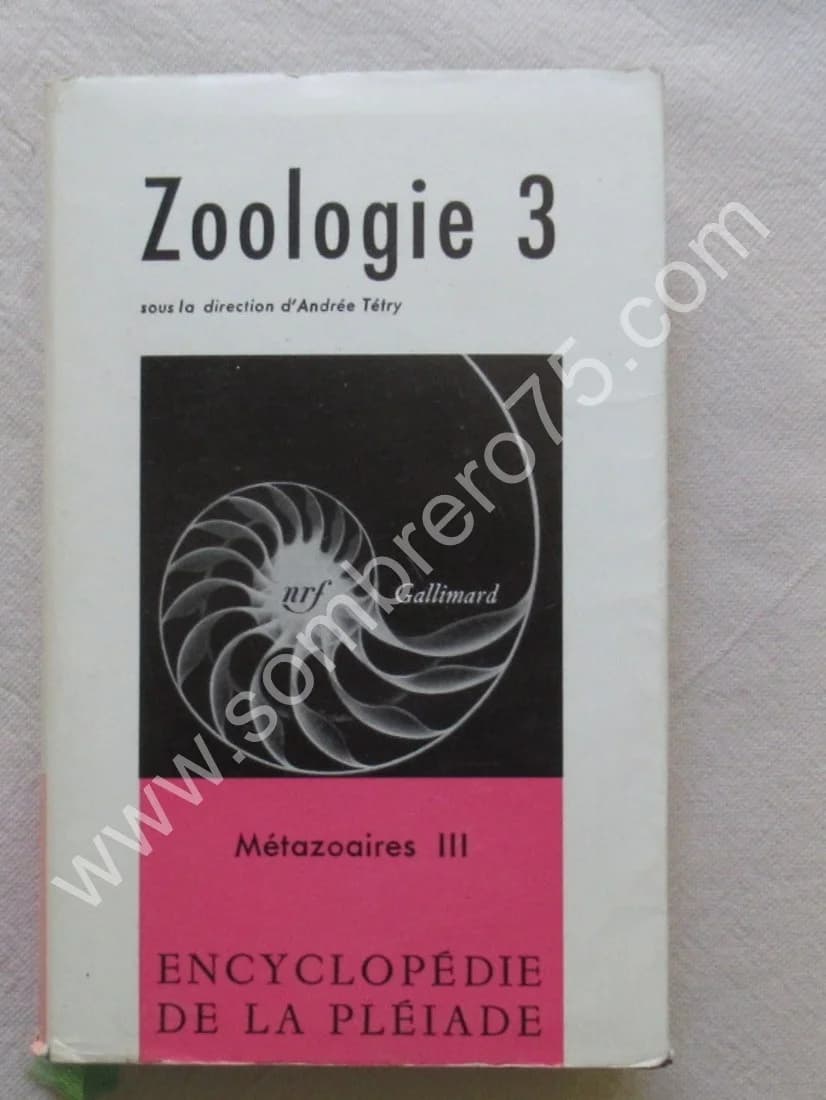 Zoologie 3
sous la direction d'Andrée Tétry
nrf Gallimard
Métazoaires III
ENCYCLOPÉDIE
DE LA PLÉIADE
www.sombrero75.com